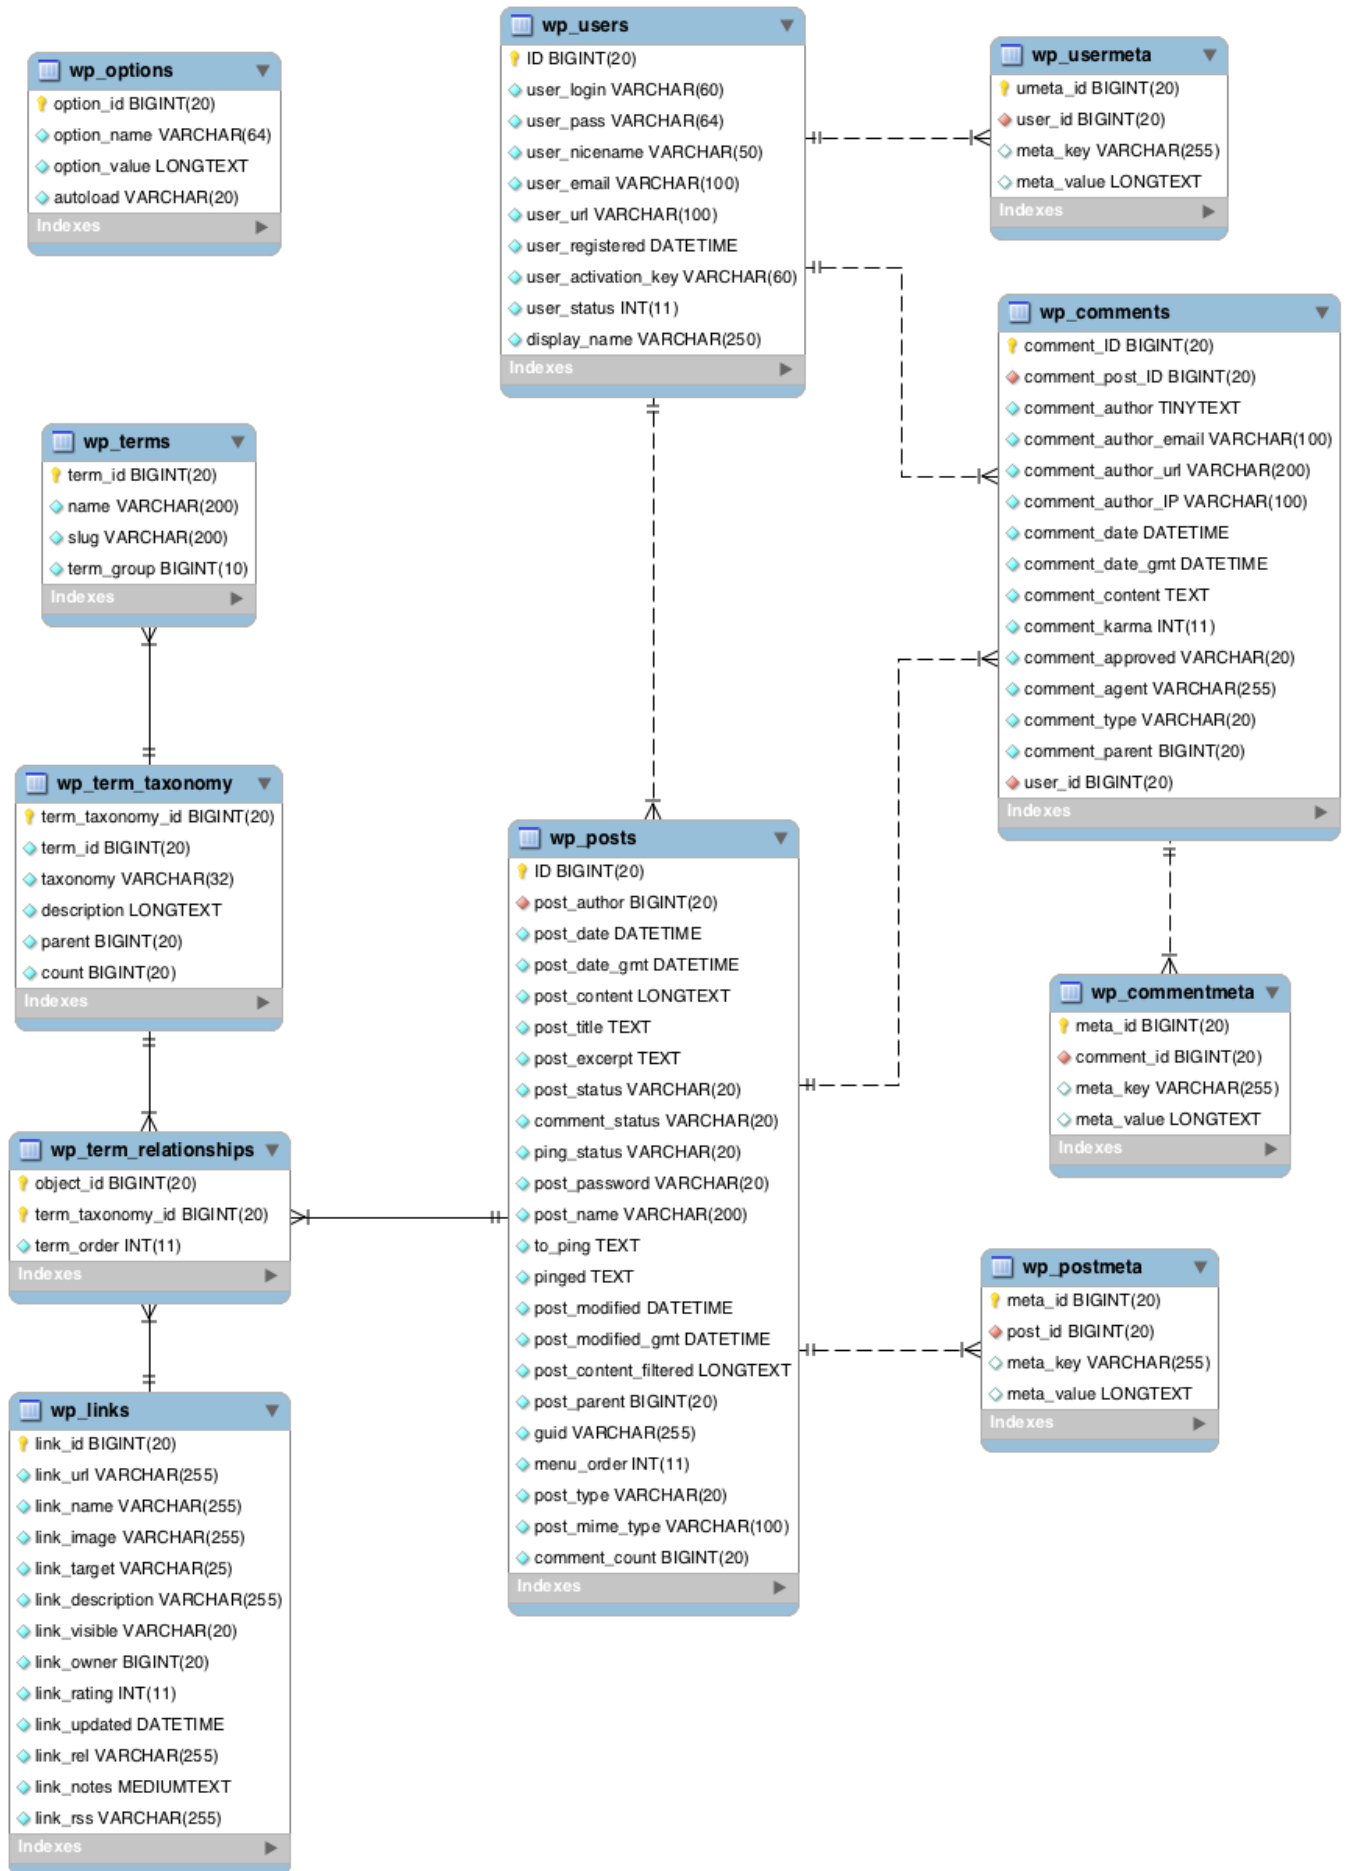 wp_options
option_id BIGINT(20)
option_name VARCHAR(64)
option_value LONGTEXT
autoload VARCHAR(20)
Indexes
wp_users
ID BIGINT(20)
user_login VARCHAR(60)
user_pass VARCHAR(64)
user_nicename VARCHAR(50)
user_email VARCHAR(100)
user_url VARCHAR(100)
user_registered DATETIME
user_activation_key VARCHAR(60)
user_status INT(11)
display_name VARCHAR(250)
Indexes
wp_usermeta
umeta_id BIGINT(20)
user_id BIGINT(20)
meta_key VARCHAR(255)
meta_value LONGTEXT
Indexes
wp_comments
comment_ID BIGINT(20)
comment_post_ID BIGINT(20)
comment_author TINYTEXT
comment_author_email VARCHAR(100)
comment_author_url VARCHAR(200)
comment_author_IP VARCHAR(100)
comment_date DATETIME
comment_date_gmt DATETIME
comment_content TEXT
comment_karma INT(11)
comment_approved VARCHAR(20)
comment_agent VARCHAR(255)
comment_type VARCHAR(20)
comment_parent BIGINT(20)
user_id BIGINT(20)
Indexes
wp_terms
term_id BIGINT(20)
name VARCHAR(200)
slug VARCHAR(200)
term_group BIGINT(10)
Indexes
wp_term_taxonomy
term_taxonomy_id BIGINT(20)
term_id BIGINT(20)
taxonomy VARCHAR(32)
description LONGTEXT
parent BIGINT(20)
count BIGINT(20)
Indexes
wp_posts
ID BIGINT(20)
post_author BIGINT(20)
post_date DATETIME
post_date_gmt DATETIME
post_content LONGTEXT
post_title TEXT
post_excerpt TEXT
post_status VARCHAR(20)
comment_status VARCHAR(20)
ping_status VARCHAR(20)
post_password VARCHAR(20)
post_name VARCHAR(200)
to_ping TEXT
pinged TEXT
post_modified DATETIME
post_modified_gmt DATETIME
post_content_filtered LONGTEXT
post_parent BIGINT(20)
guid VARCHAR(255)
menu_order INT(11)
post_type VARCHAR(20)
post_mime_type VARCHAR(100)
comment_count BIGINT(20)
Indexes
wp_commentmeta
meta_id BIGINT(20)
comment_id BIGINT(20)
meta_key VARCHAR(255)
meta_value LONGTEXT
Indexes
wp_term_relationships
object_id BIGINT(20)
term_taxonomy_id BIGINT(20)
term_order INT(11)
Indexes
wp_postmeta
meta_id BIGINT(20)
post_id BIGINT(20)
meta_key VARCHAR(255)
meta_value LONGTEXT
Indexes
wp_links
link_id BIGINT(20)
link_url VARCHAR(255)
link_name VARCHAR(255)
link_image VARCHAR(255)
link_target VARCHAR(25)
link_description VARCHAR(255)
link_visible VARCHAR(20)
link_owner BIGINT(20)
link_rating INT(11)
link_updated DATETIME
link_rel VARCHAR(255)
link_notes MEDIUMTEXT
link_rss VARCHAR(255)
Indexes